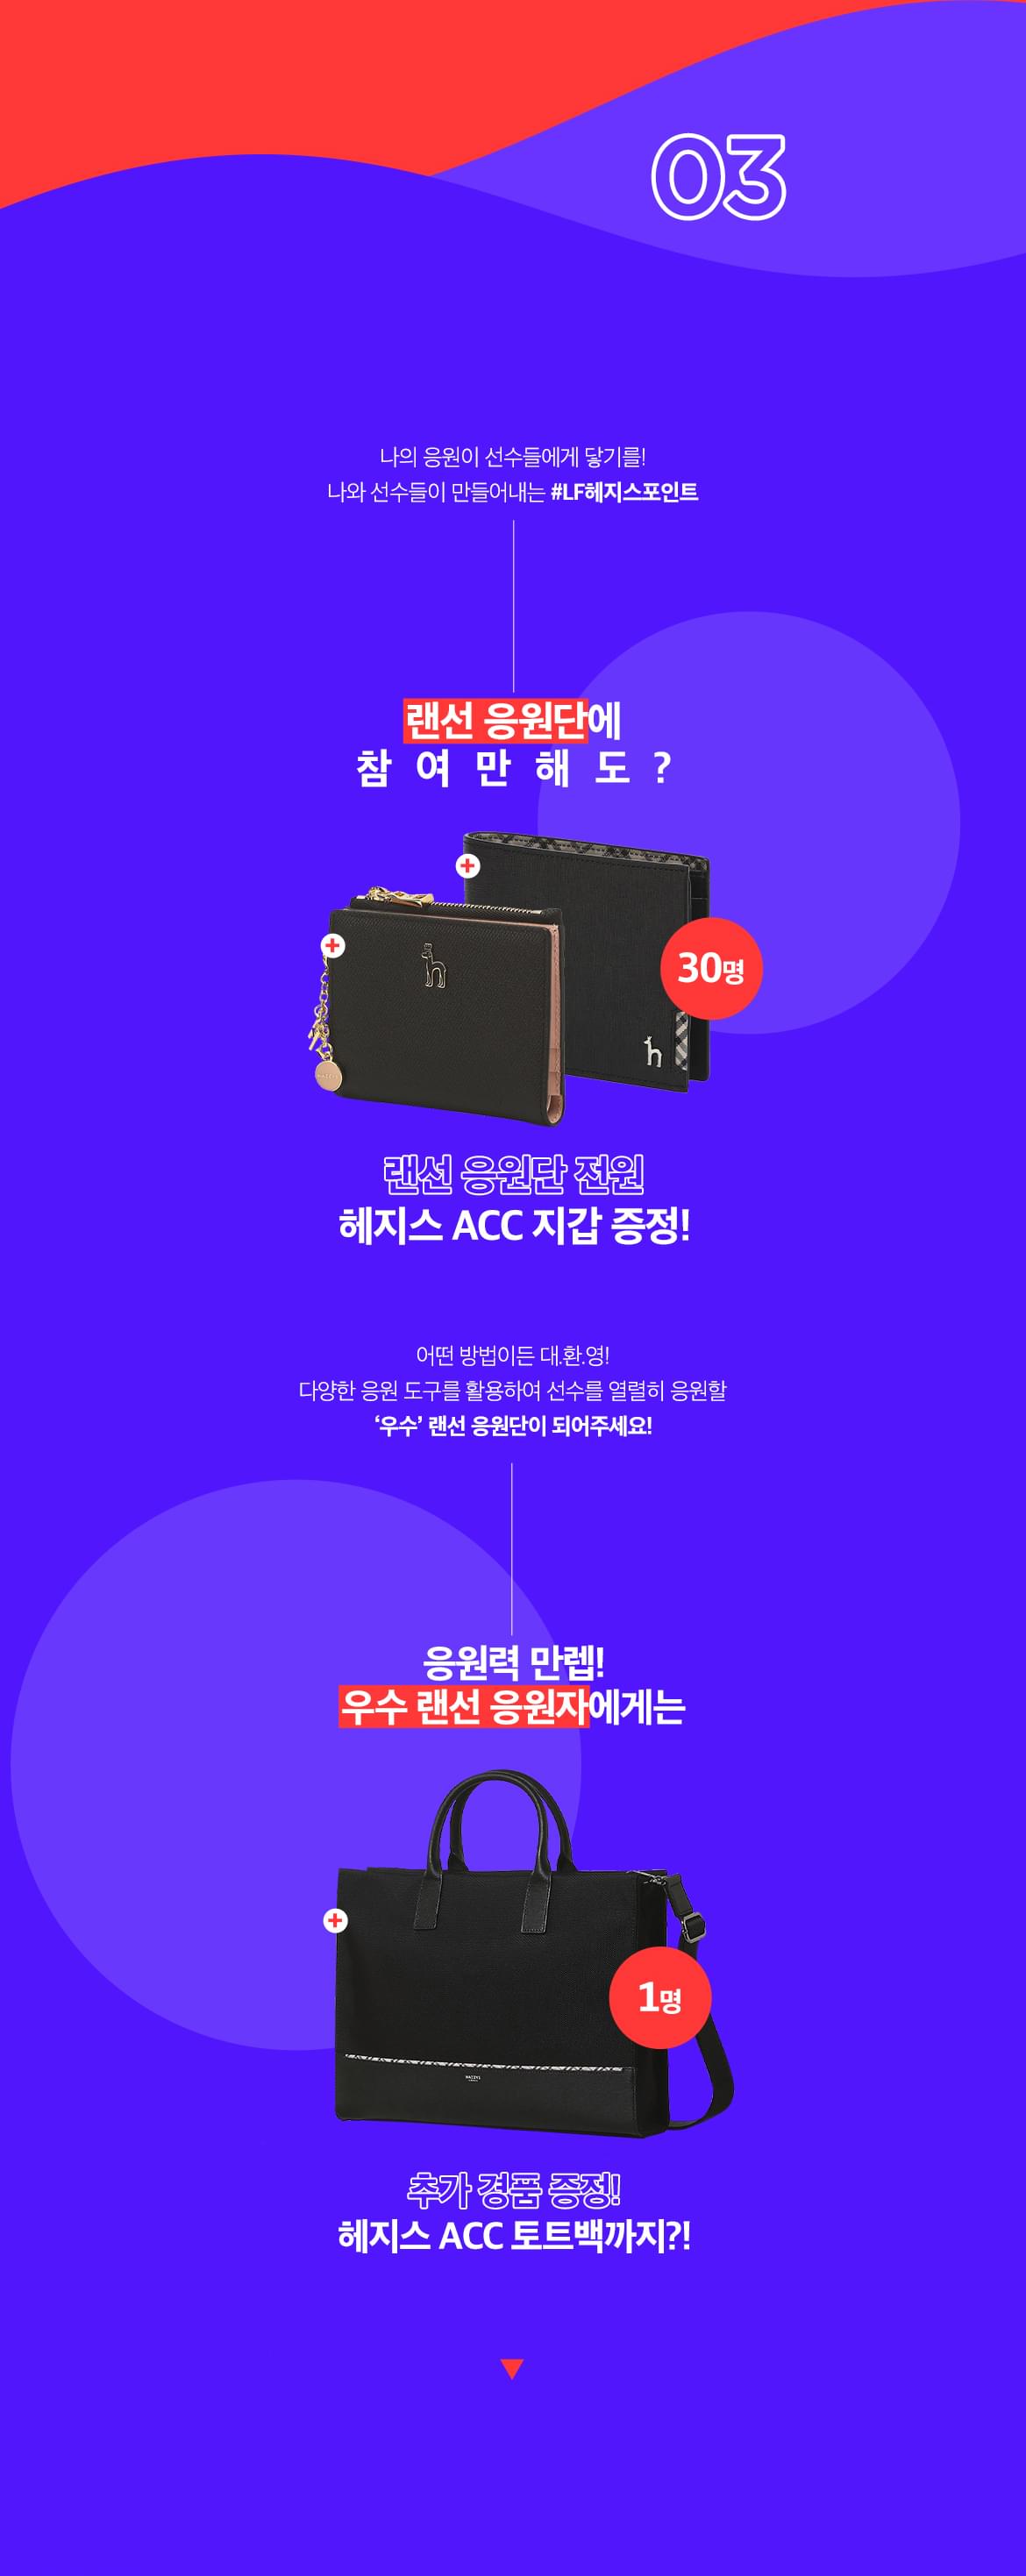 03
나의 응원이 선수들에게 닿기를!
나와 선수들이 만들어내는 #LF헤지스포인트
랜선 응원단에
참 여 만 해 도 ?
30명
랜선 응원단 전원
헤지스 ACC 지갑 증정!
어떤 방법이든 대.환.영!
다양한 응원 도구를 활용하여 선수를 열렬히 응원할
‘우수’ 랜선 응원단이 되어주세요!
응원력 만렙!
우수 랜선 응원자에게는
1명
HAZZYS
추가 경품 증정!
헤지스 ACC 토트백까지?!